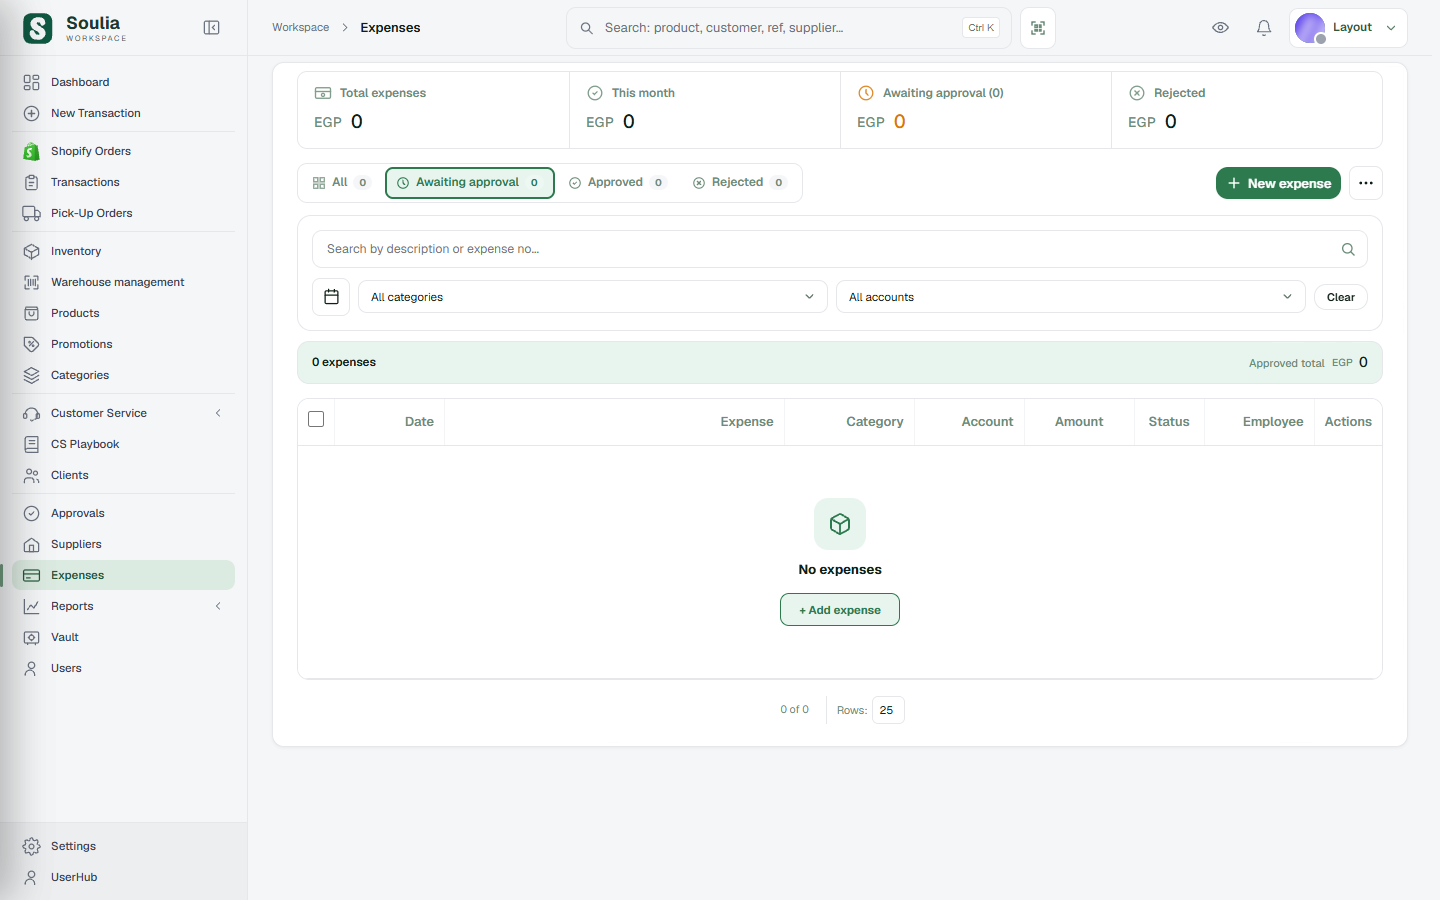 Soulia
WORKSPACE
Dashboard
New Transaction
Shopify Orders
Transactions
Pick-Up Orders
Inventory
Warehouse management
Products
Promotions
Categories
Customer Service
CS Playbook
Clients
Approvals
Suppliers
Expenses
Reports
Vault
Users
Settings
UserHub
Workspace > Expenses
Search: product, customer, ref, supplier...
Ctrl K
Layout
Total expenses
EGP 0
This month
EGP 0
Awaiting approval (0)
EGP 0
Rejected
EGP 0
All 0
Awaiting approval 0
Approved 0
Rejected 0
+ New expense
Search by description or expense no...
All categories
All accounts
Clear
0 expenses
Approved total EGP 0
Date Expense Category Account Amount Status Employee Actions
No expenses
+ Add expense
0 of 0
Rows: 25